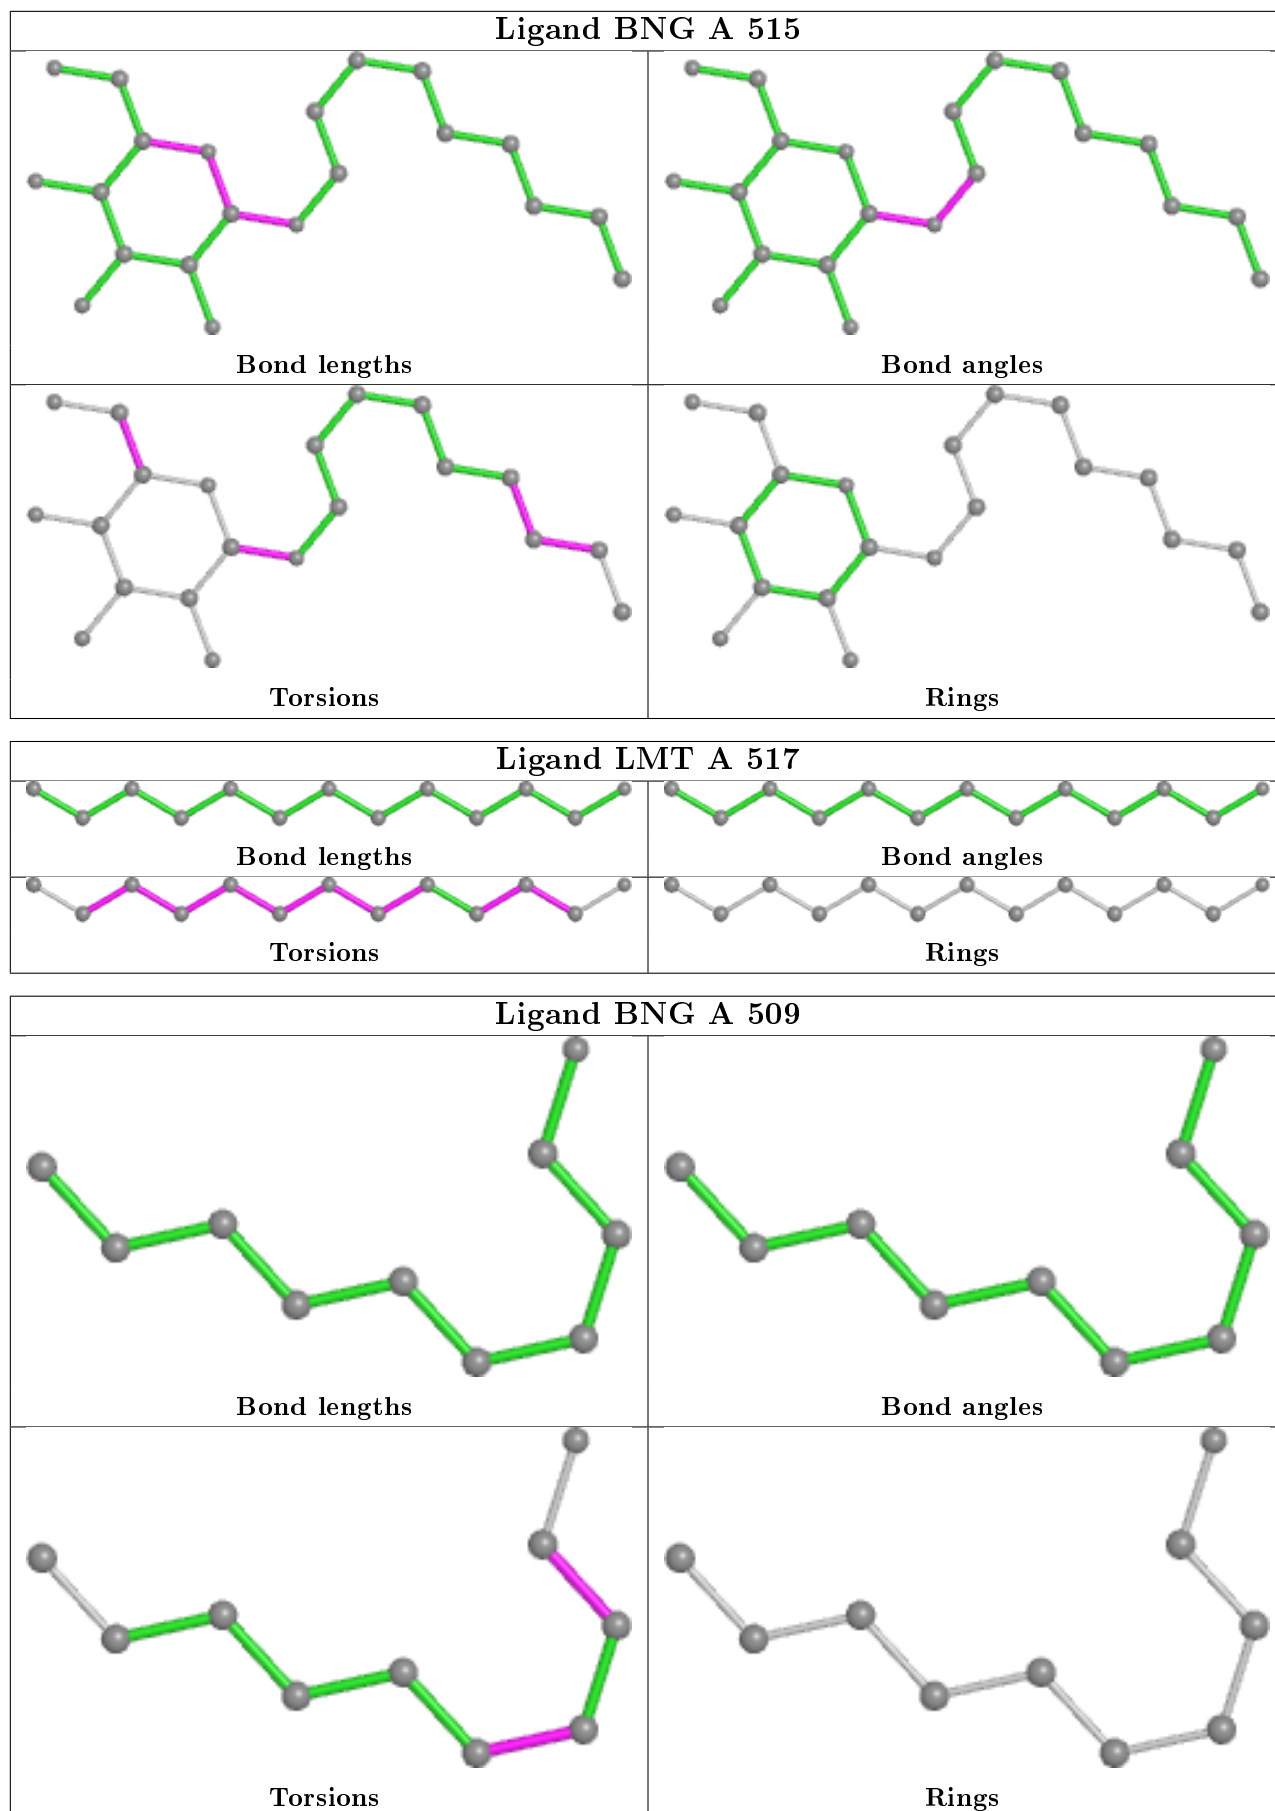 Ligand BNG A 515
Bond lengths
Bond angles
Torsions
Rings
Ligand LMT A 517
Bond lengths
Bond angles
Torsions
Rings
Ligand BNG A 509
Bond lengths
Bond angles
Torsions
Rings